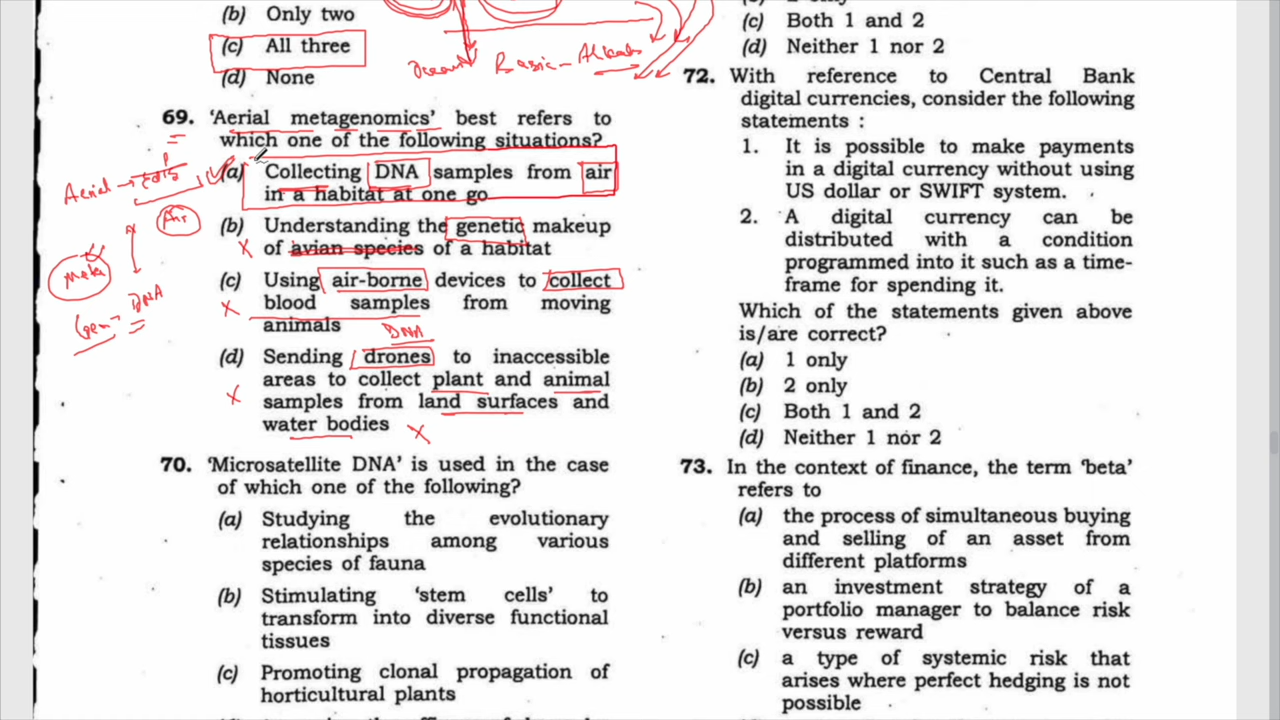 (b) Only two
(c) All three
(d) None
69. 'Aerial metagenomics' best refers to
which one of the following situations?
(a) Collecting DNA samples from air
in a habitat at one go
(b) Understanding the genetic makeup
of avian species of a habitat
(c) Using air-borne devices to collect
blood samples from moving
animals
(d) Sending drones to inaccessible
areas to collect plant and animal
samples from land surfaces and
water bodies
70. 'Microsatellite DNA' is used in the case
of which one of the following?
(a) Studying the evolutionary
relationships among various
species of fauna
(b) Stimulating 'stem cells' to
transform into diverse functional
tissues
(c) Promoting clonal propagation of
horticultural plants
Basic -
Aerial →
Air
Meta
Gen - DNA
DNA
(c) Both 1 and 2
(d) Neither 1 nor 2
72. With reference to Central Bank
digital currencies, consider the following
statements :
1. It is possible to make payments
in a digital currency without using
US dollar or SWIFT system.
2. A digital currency can be
distributed with a condition
programmed into it such as a time-
frame for spending it.
Which of the statements given above
is/are correct?
(a) 1 only
(b) 2 only
(c) Both 1 and 2
(d) Neither 1 nor 2
73. In the context of finance, the term 'beta'
refers to
(a) the process of simultaneous buying
and selling of an asset from
different platforms
(b) an investment strategy of a
portfolio manager to balance risk
versus reward
(c) a type of systemic risk that
arises where perfect hedging is not
possible